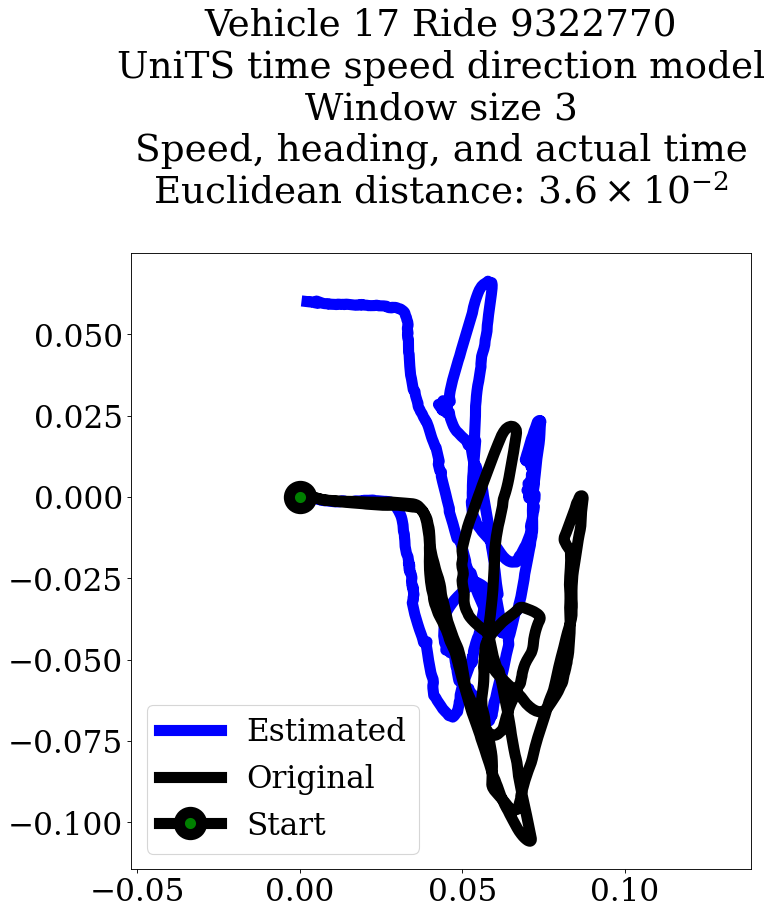 Vehicle 17 Ride 9322770
UniTS time speed direction model
Window size 3
Speed, heading, and actual time
Euclidean distance: 3.6 × 10⁻²
0.050
0.025
0.000
−0.025
−0.050
−0.075
−0.100
Estimated
Original
Start
−0.05 0.00 0.05 0.10